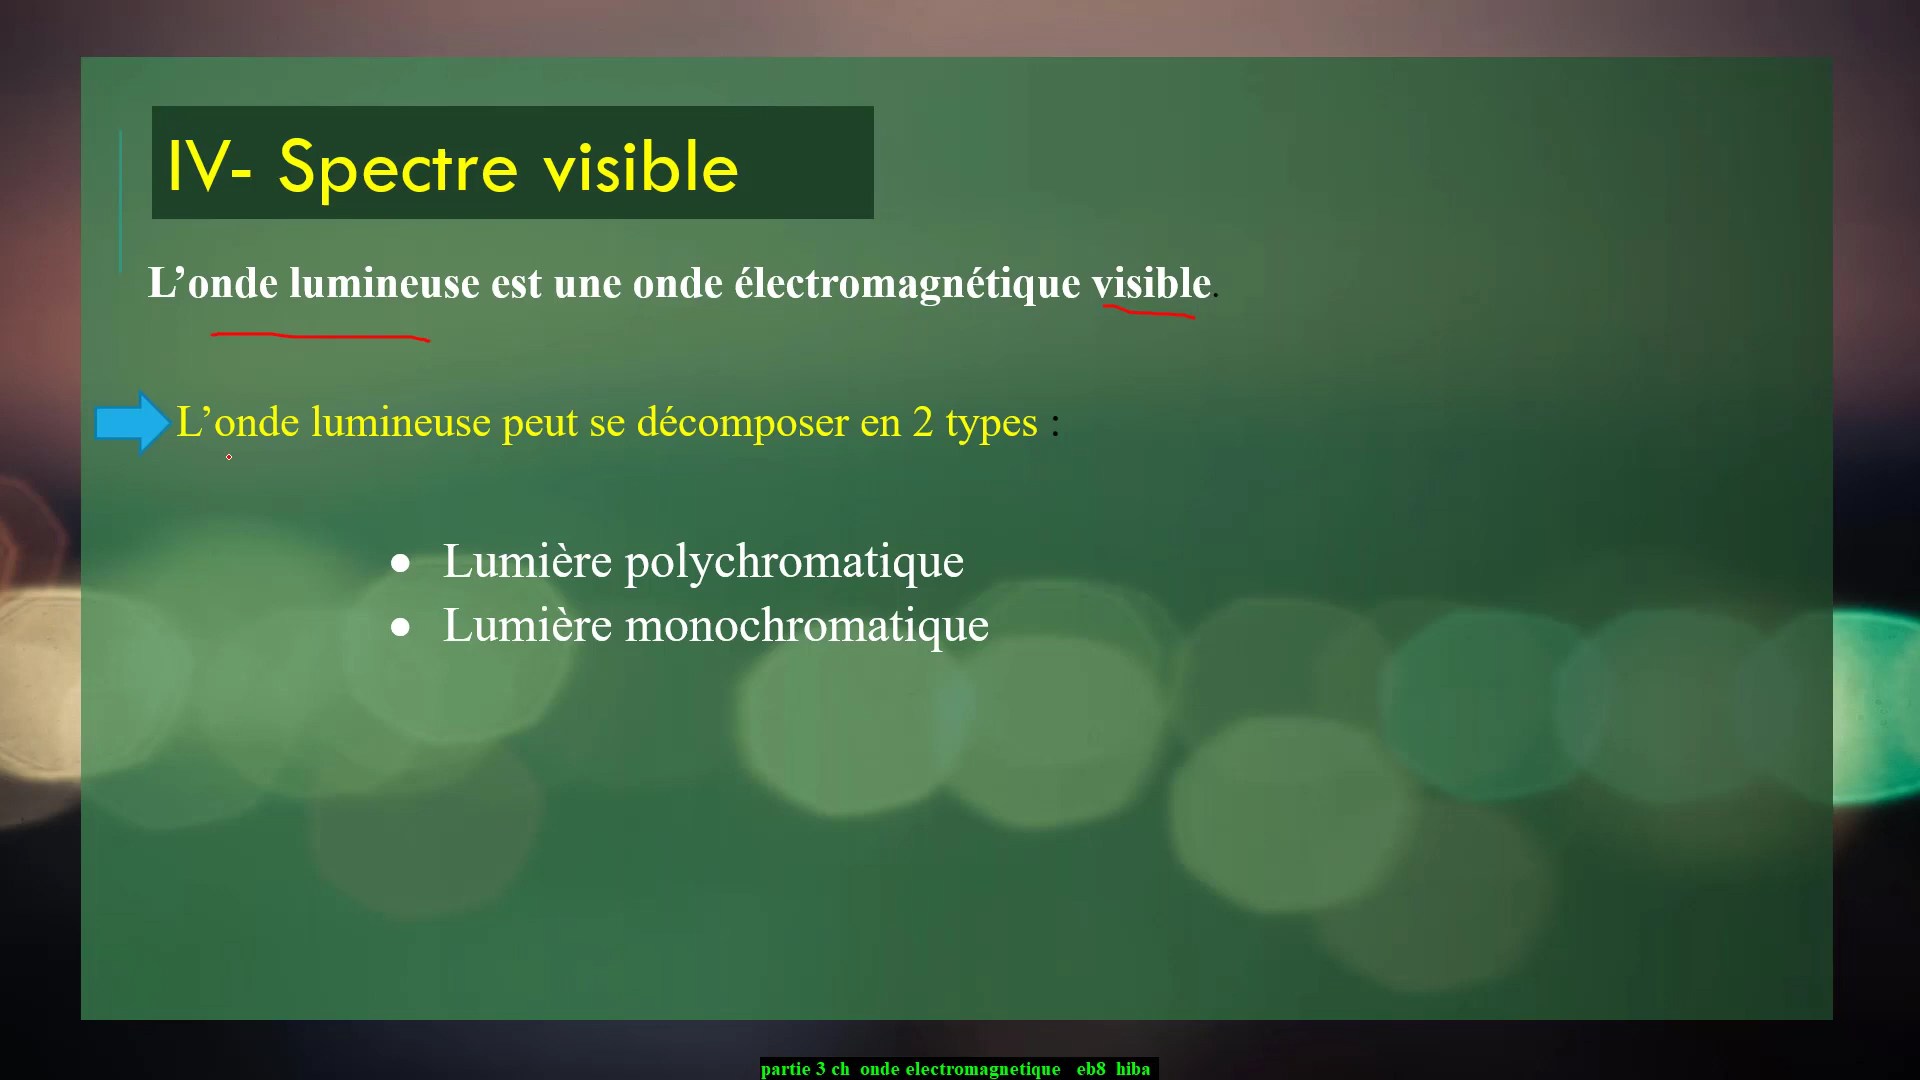 IV- Spectre visible
L’onde lumineuse est une onde électromagnétique visible.
L’onde lumineuse peut se décomposer en 2 types :
● Lumière polychromatique
● Lumière monochromatique
partie 3 ch onde electromagnetique eb8 hiba